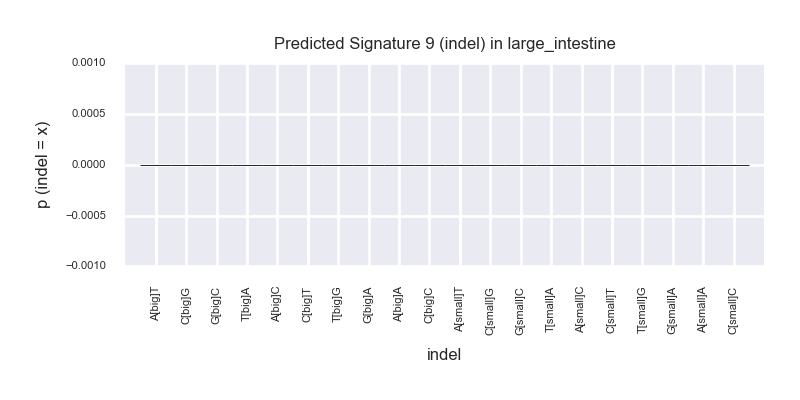 Predicted Signature 9 (indel) in large_intestine
0.0010
0.0005
0.0000
−0.0005
−0.0010
p (indel = x)
A[big]T
C[big]G
G[big]C
T[big]A
A[big]C
C[big]T
T[big]G
G[big]A
A[big]A
C[big]C
A[small]T
C[small]G
G[small]C
T[small]A
A[small]C
C[small]T
T[small]G
G[small]A
A[small]A
C[small]C
indel